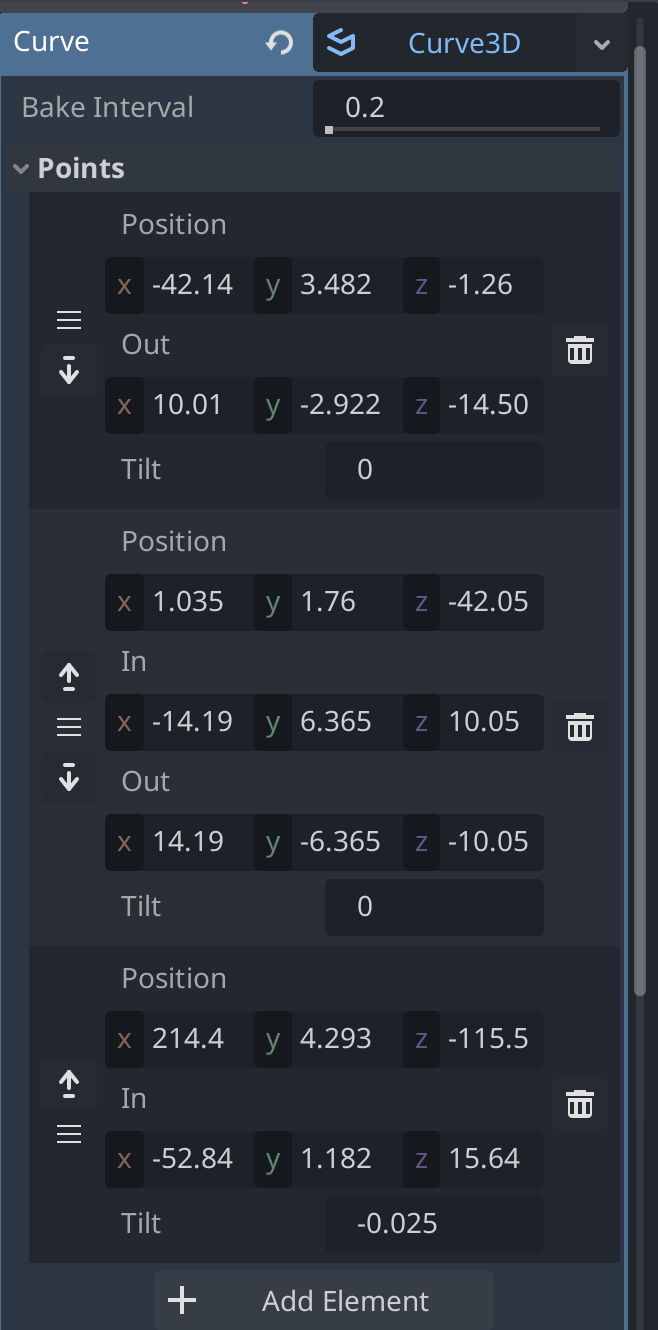 Curve Curve3D
Bake Interval 0.2
Points
Position
x -42.14 y 3.482 z -1.26
Out
x 10.01 y -2.922 z -14.50
Tilt 0
Position
x 1.035 y 1.76 z -42.05
In
x -14.19 y 6.365 z 10.05
Out
x 14.19 y -6.365 z -10.05
Tilt 0
Position
x 214.4 y 4.293 z -115.5
In
x -52.84 y 1.182 z 15.64
Tilt -0.025
Add Element